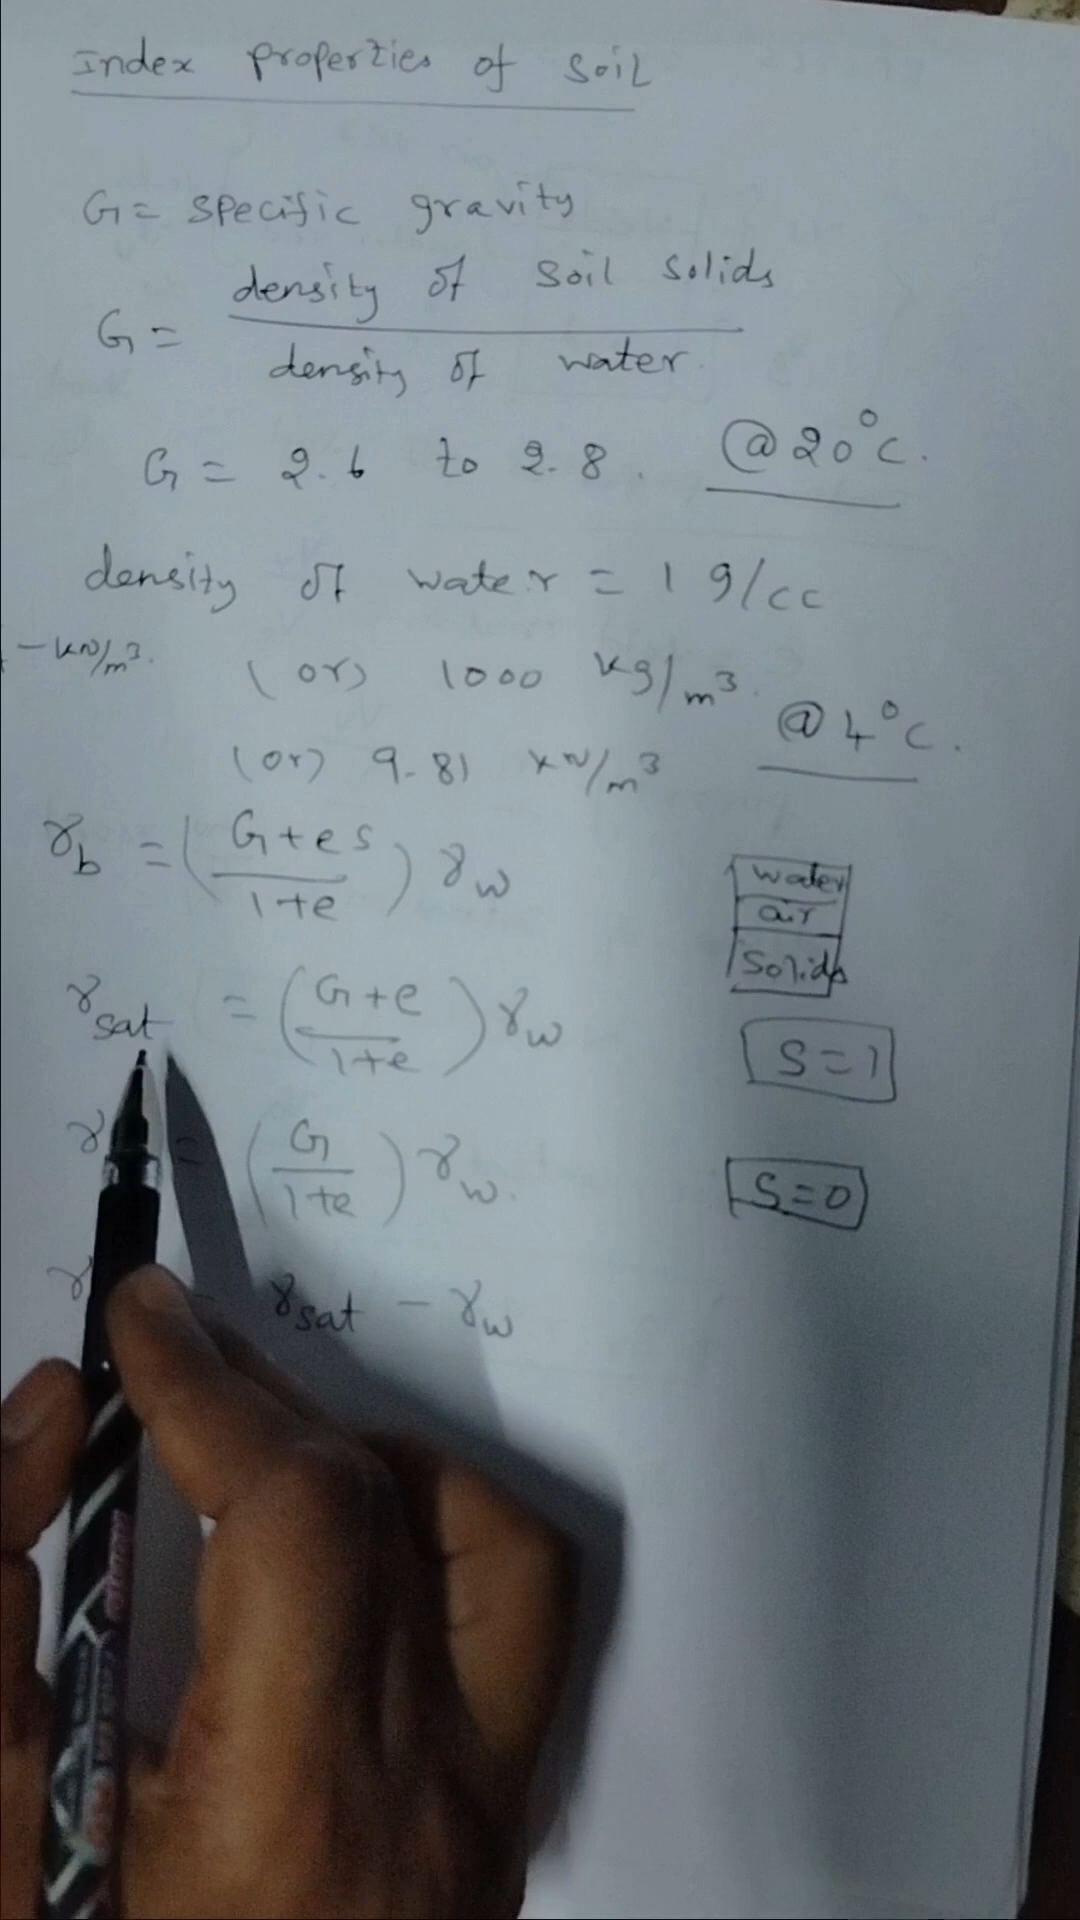 Index properties of soil
G = specific gravity
G = density of soil solids / density of water
G = 2.6 to 2.8. @20°C.
density of water = 1 g/cc
- kN/m³.
(or) 1000 kg/m³.
(or) 9.81 kN/m³ @4°C.
γb = (G+es / 1+e) γw
water
air
solids
γsat = (G+e / 1+e) γw
S=1
γ = (G / 1+e) γw.
S=0
γ γsat - γw